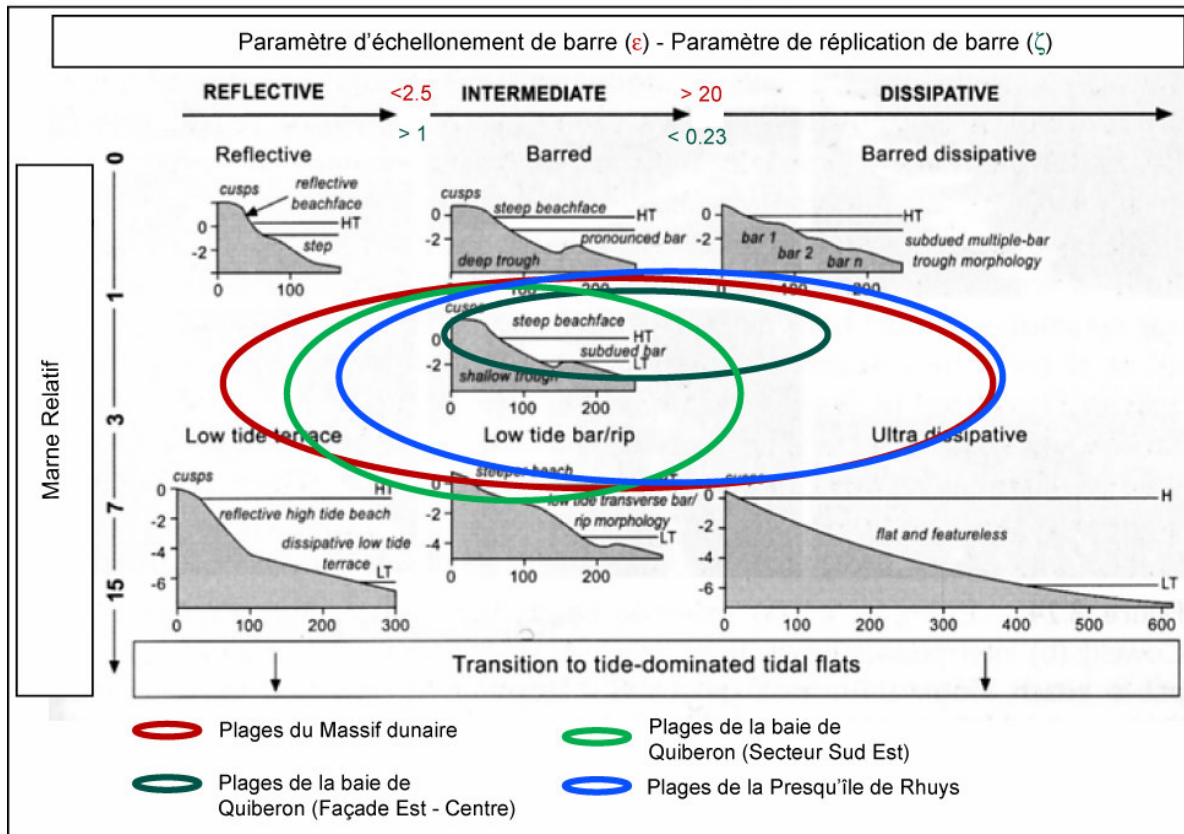 Paramètre d'échellonement de barre (ε) - Paramètre de réplication de barre (ζ)
REFLECTIVE <2.5 INTERMEDIATE > 20 DISSIPATIVE
> 1 < 0.23
Marne Relatif
0
1
3
7
15
Reflective
cusps
reflective
beachface
HT
step
0
-2
0 100
Barred
cusps
steep beachface
HT
pronounced bar
deep trough
0
-2
0 100 200
Barred dissipative
HT
bar 1
bar 2
bar n
subdued multiple-bar
trough morphology
0
-2
0 100 200
cusps
steep beachface
HT
subdued bar
LT
shallow trough
0
-2
0 100 200
Low tide terrace
cusps
HT
reflective high tide beach
dissipative low tide
terrace
LT
0
-2
-4
-6
0 100 200 300
Low tide bar/rip
steeper beach
HT
low tide transverse bar/
rip morphology
LT
0
-2
-4
0 100 200
Ultra dissipative
cusps
H
flat and featureless
LT
0
-2
-4
-6
0 100 200 300 400 500 600
Transition to tide-dominated tidal flats
Plages du Massif dunaire
Plages de la baie de
Quiberon (Secteur Sud Est)
Plages de la baie de
Quiberon (Façade Est - Centre)
Plages de la Presqu'île de Rhuys